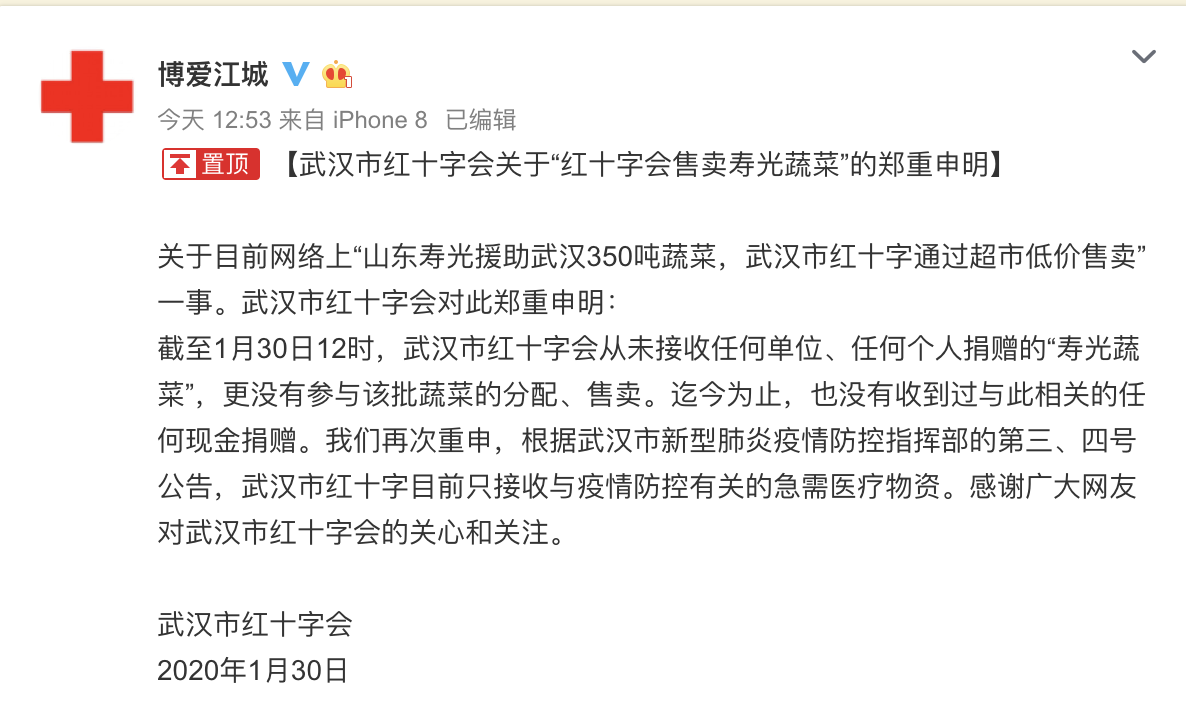 博爱江城
今天 12:53 来自 iPhone 8 已编辑
置顶 【武汉市红十字会关于“红十字会售卖寿光蔬菜”的郑重申明】
关于目前网络上“山东寿光援助武汉350吨蔬菜，武汉市红十字通过超市低价售卖”
一事。武汉市红十字会对此郑重申明：
截至1月30日12时，武汉市红十字会从未接收任何单位、任何个人捐赠的“寿光蔬
菜”，更没有参与该批蔬菜的分配、售卖。迄今为止，也没有收到过与此相关的任
何现金捐赠。我们再次重申，根据武汉市新型肺炎疫情防控指挥部的第三、四号
公告，武汉市红十字目前只接收与疫情防控有关的急需医疗物资。感谢广大网友
对武汉市红十字会的关心和关注。
武汉市红十字会
2020年1月30日